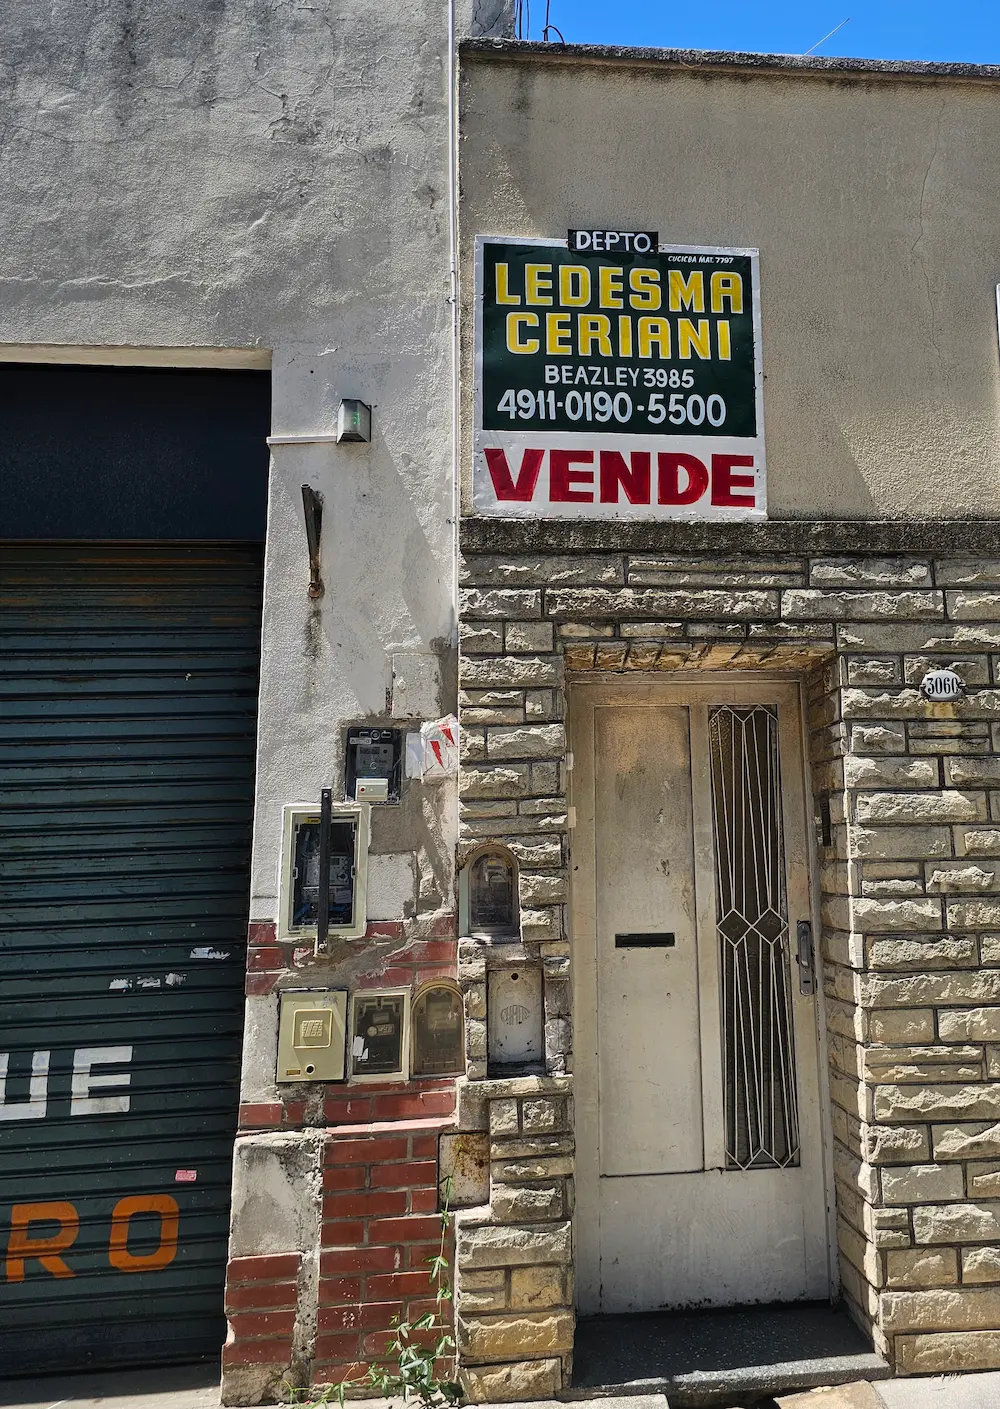 DEPTO.
CUCICBA MAT. 7797
LEDESMA
CERIANI
BEAZLEY 3985
4911-0190-5500
VENDE
3060
UE
RO